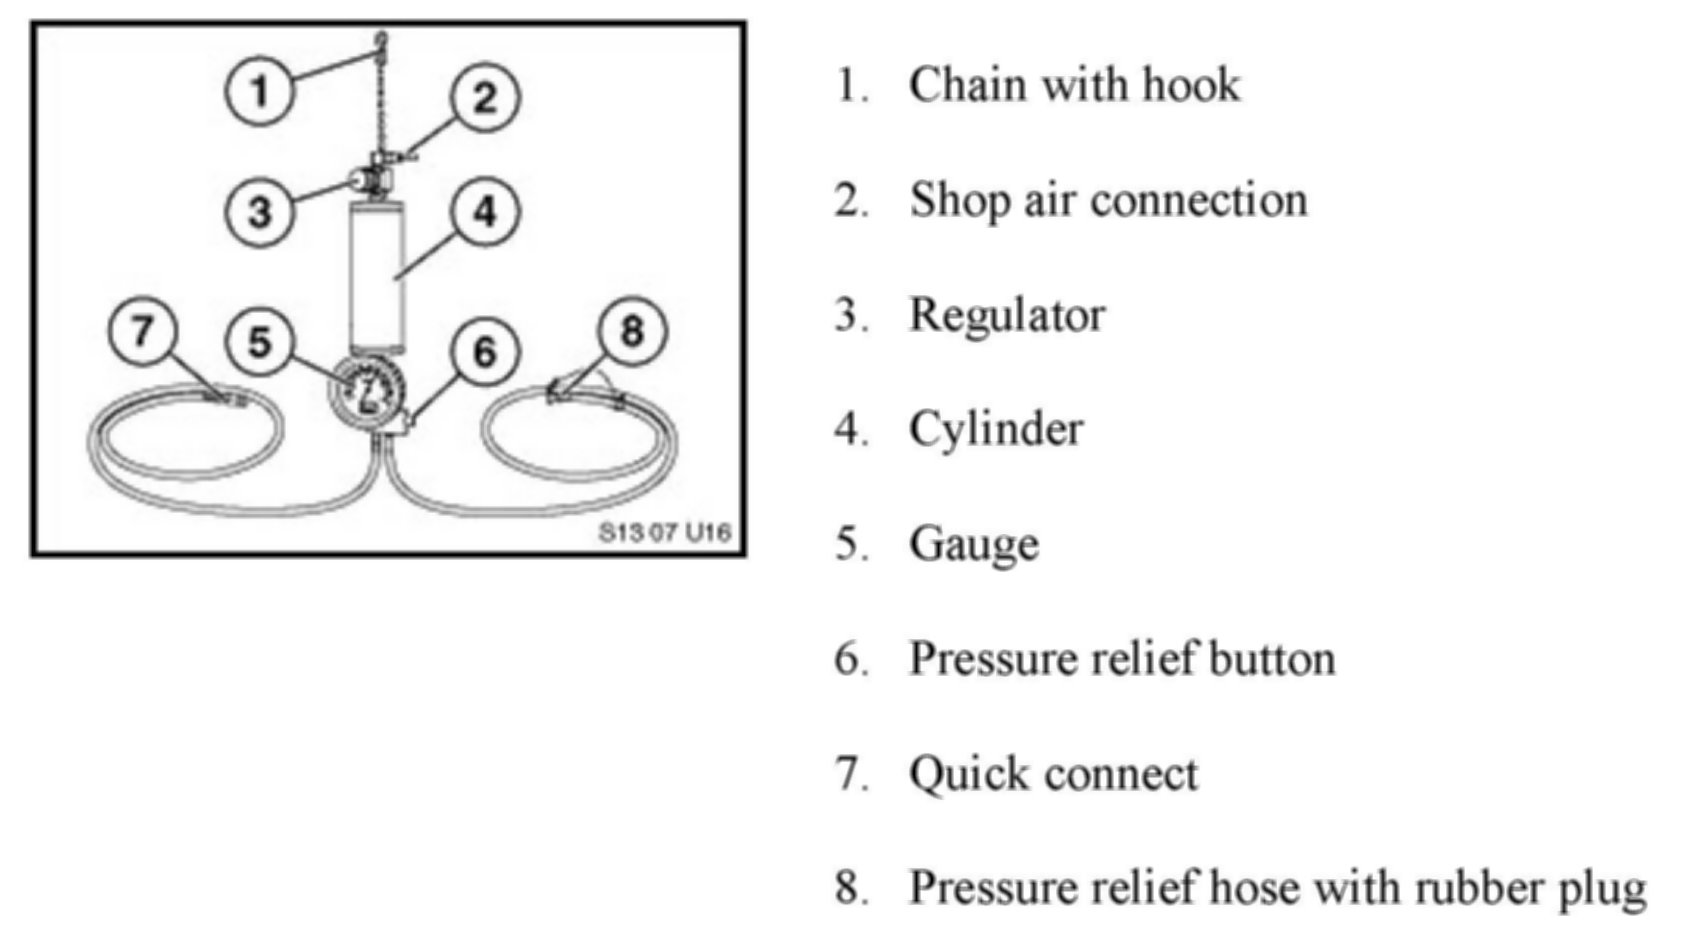 1
2
3
4
7
5
6
8
S13 07 U16
1. Chain with hook
2. Shop air connection
3. Regulator
4. Cylinder
5. Gauge
6. Pressure relief button
7. Quick connect
8. Pressure relief hose with rubber plug